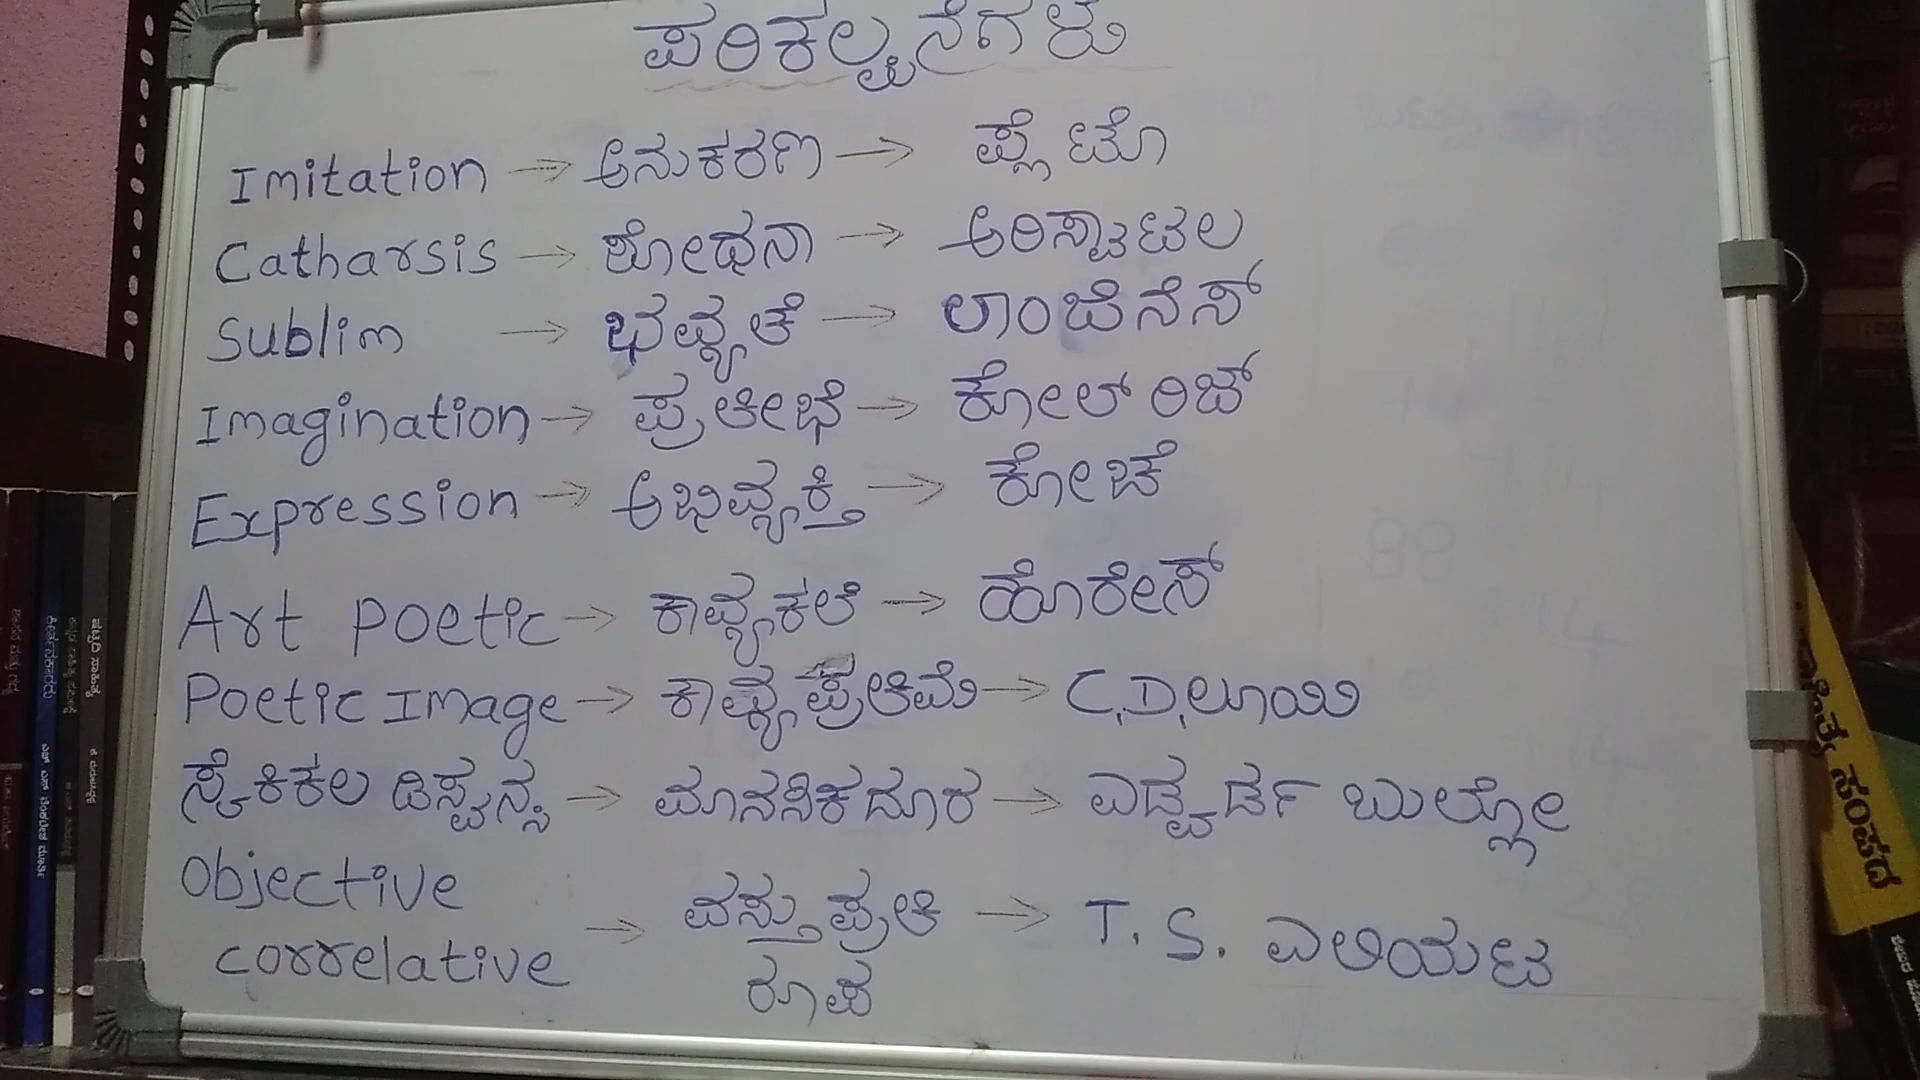 ಪರಿಕಲ್ಪನೆಗಳು
Imitation → ಅನುಕರಣ → ಪ್ಲೆಟೊ
Catharsis → ಶೋಧನಾ → ಅರಿಸ್ಟಾಟಲ
Sublim → ಭವ್ಯತೆ → ಲಾಂಜಿನೆಸ್
Imagination → ಪ್ರತೀಭೆ → ಕೋಲ್ ರಿಜ್
Expression → ಅಭಿವ್ಯಕ್ತಿ → ಕೋಚೆ
Art poetic → ಕಾವ್ಯಕಲೆ → ಹೊರೇಸ್
Poetic Image → ಕಾವ್ಯಪ್ರತಿಮೆ → C.D.ಲೂಯಿ
ಸೈಕಿಕಲ ಡಿಸ್ಟನ್ಸ → ಮಾನಸಿಕದೂರ → ಎಡ್ವರ್ಡ ಬುಲ್ಲೋ
Objective correlative → ವಸ್ತುಪ್ರತಿರೂಪ → T. S. ಎಲಿಯಟ
ಸಂಪದ